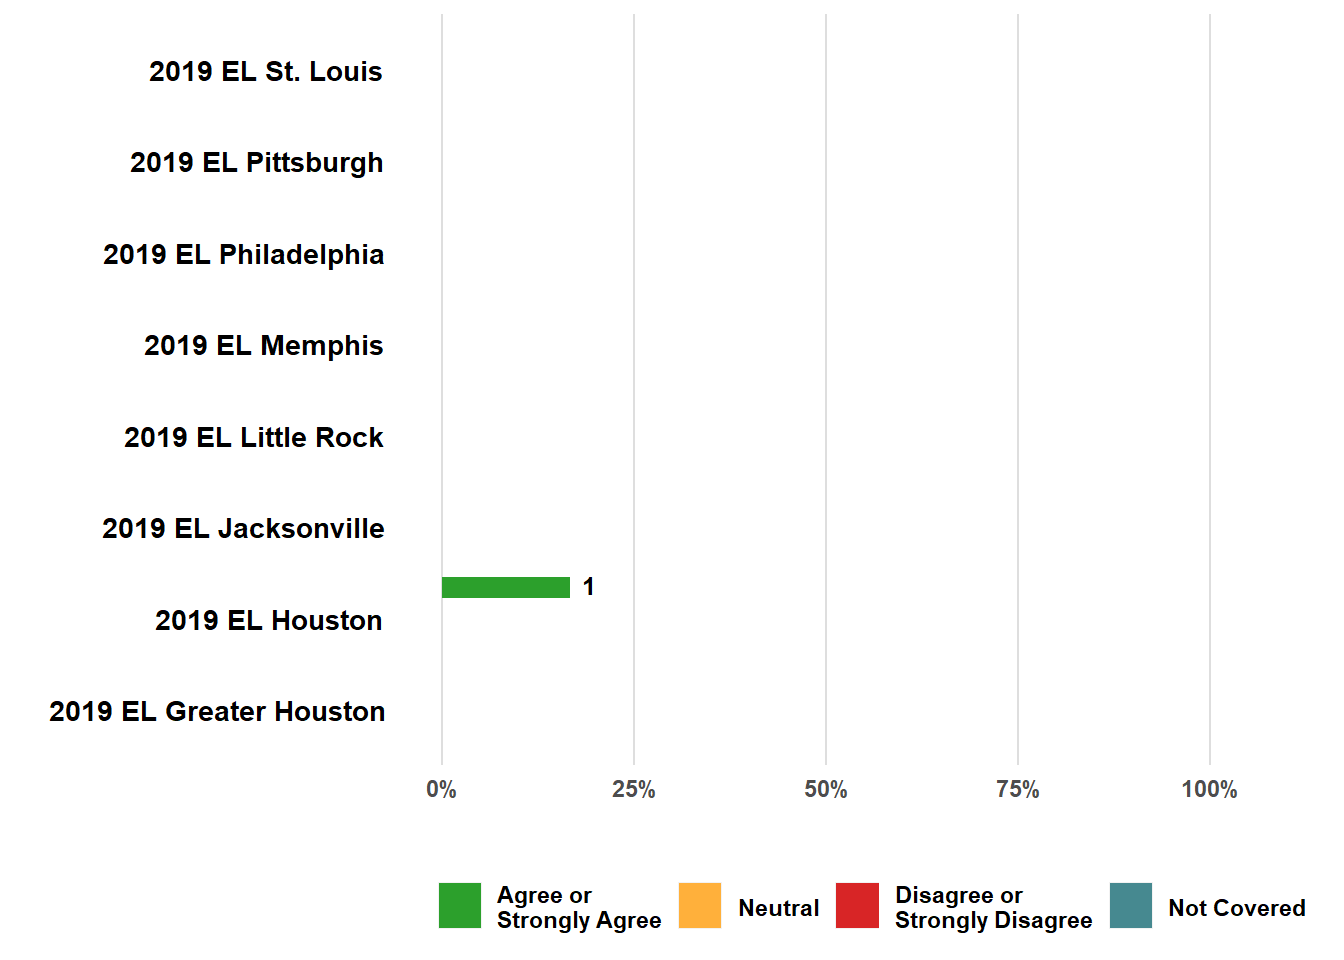 2019 EL St. Louis
2019 EL Pittsburgh
2019 EL Philadelphia
2019 EL Memphis
2019 EL Little Rock
2019 EL Jacksonville
1
2019 EL Houston
2019 EL Greater Houston
0% 25% 50% 75% 100%
Agree or
Strongly Agree
Neutral
Disagree or
Strongly Disagree
Not Covered